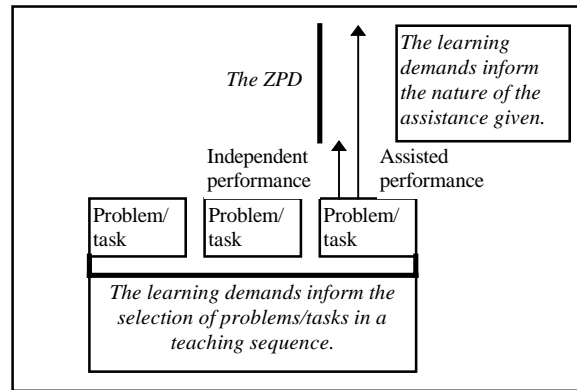 The ZPD
The learning
demands inform
the nature of the
assistance given.
Independent
performance
Assisted
performance
Problem/
task
Problem/
task
Problem/
task
The learning demands inform the
selection of problems/tasks in a
teaching sequence.